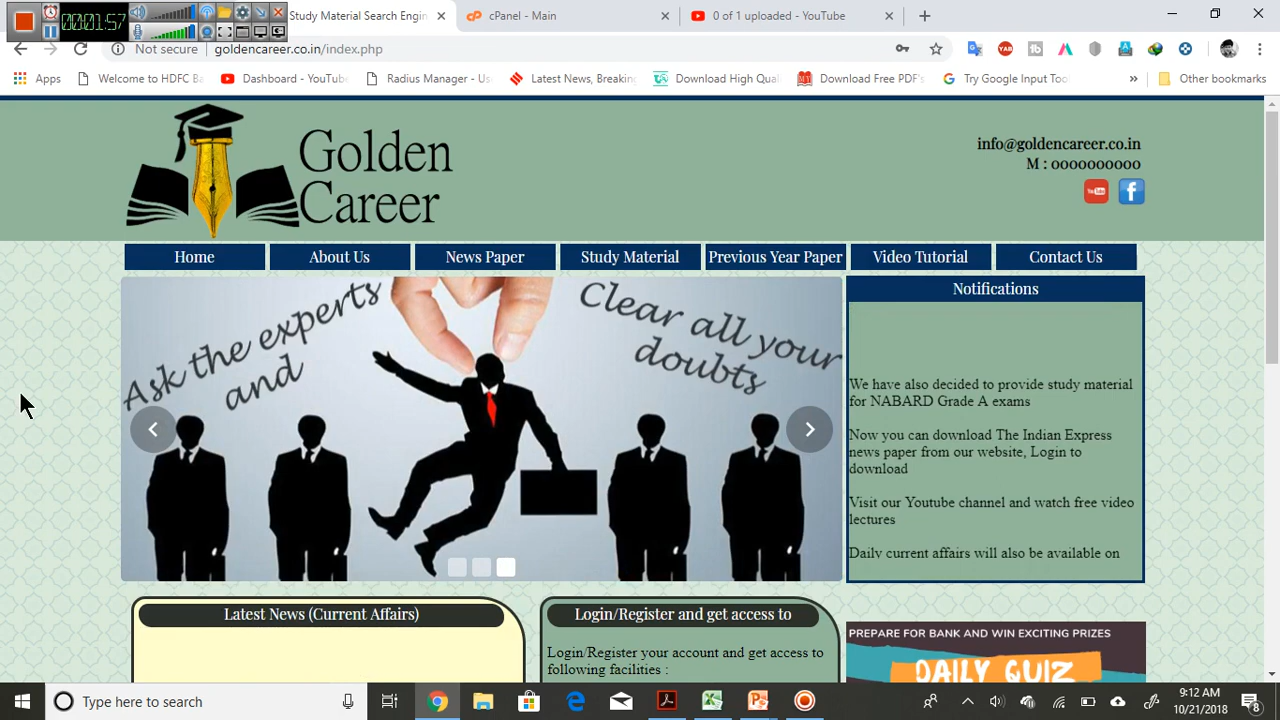 00:01:57
Study Material Search Engin
cPanel - Main
0 of 1 uploaded - YouTube
Not secure
goldencareer.co.in/index.php
Apps
Welcome to HDFC Ba
Dashboard - YouTube
Radius Manager - Us
Latest News, Breaking
Download High Qual
Download Free PDF's
Try Google Input Too
Other bookmarks
Golden
Career
info@goldencareer.co.in
M : 0000000000
Home
About Us
News Paper
Study Material
Previous Year Paper
Video Tutorial
Contact Us
Ask the experts
and
Clear all your
doubts
Notifications
We have also decided to provide study material
for NABARD Grade A exams
Now you can download The Indian Express
news paper from our website, Login to
download
Visit our Youtube channel and watch free video
lectures
Daily current affairs will also be available on
Latest News (Current Affairs)
Login/Register and get access to
Login/Register your account and get access to
following facilities :
PREPARE FOR BANK AND WIN EXCITING PRIZES
DAILY QUIZ
Type here to search
9:12 AM
10/21/2018
8